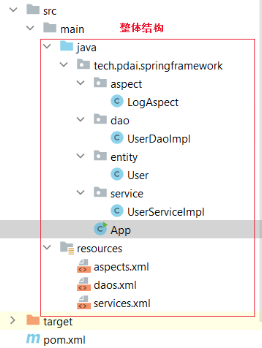 src
main
整体结构
java
tech.pdai.springframework
aspect
LogAspect
dao
UserDaoImpl
entity
User
service
UserServiceImpl
App
resources
aspects.xml
daos.xml
services.xml
target
pom.xml